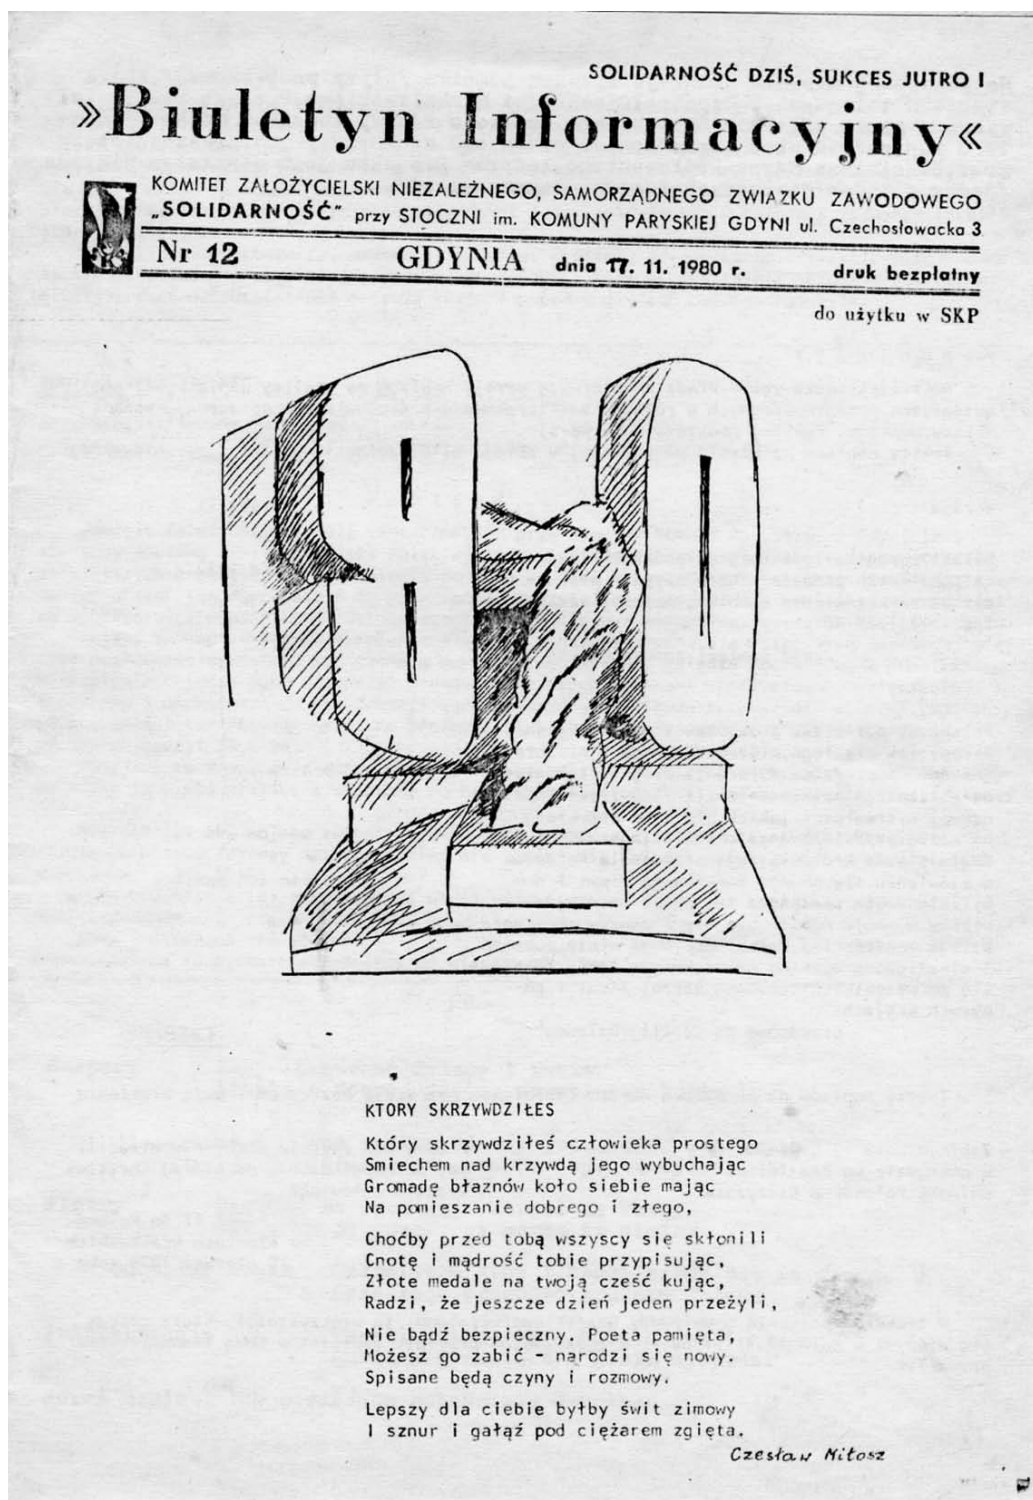 SOLIDARNOŚĆ DZIŚ, SUKCES JUTRO !
»Biuletyn Informacyjny«
KOMITET ZAŁOŻYCIELSKI NIEZALEŻNEGO, SAMORZĄDNEGO ZWIAZKU ZAWODOWEGO
„SOLIDARNOŚĆ" przy STOCZNI im. KOMUNY PARYSKIEJ GDYNI ul. Czechosłowacka 3
Nr 12 GDYNIA dnia 17. 11. 1980 r. druk bezpłatny
do użytku w SKP
KTORY SKRZYWDZIŁES
Który skrzywdziłeś człowieka prostego
Smiechem nad krzywdą jego wybuchając
Gromadę błaznów koło siebie mając
Na pomieszanie dobrego i złego,
Choćby przed tobą wszyscy się skłonili
Cnotę i mądrość tobie przypisując,
Złote medale na twoją cześć kując,
Radzi, że jeszcze dzień jeden przeżyli,
Nie bądź bezpieczny. Poeta pamięta,
Możesz go zabić - narodzi się nowy.
Spisane będą czyny i rozmowy.
Lepszy dla ciebie byłby świt zimowy
I sznur i gałąź pod ciężarem zgięta.
Czesław Miłosz